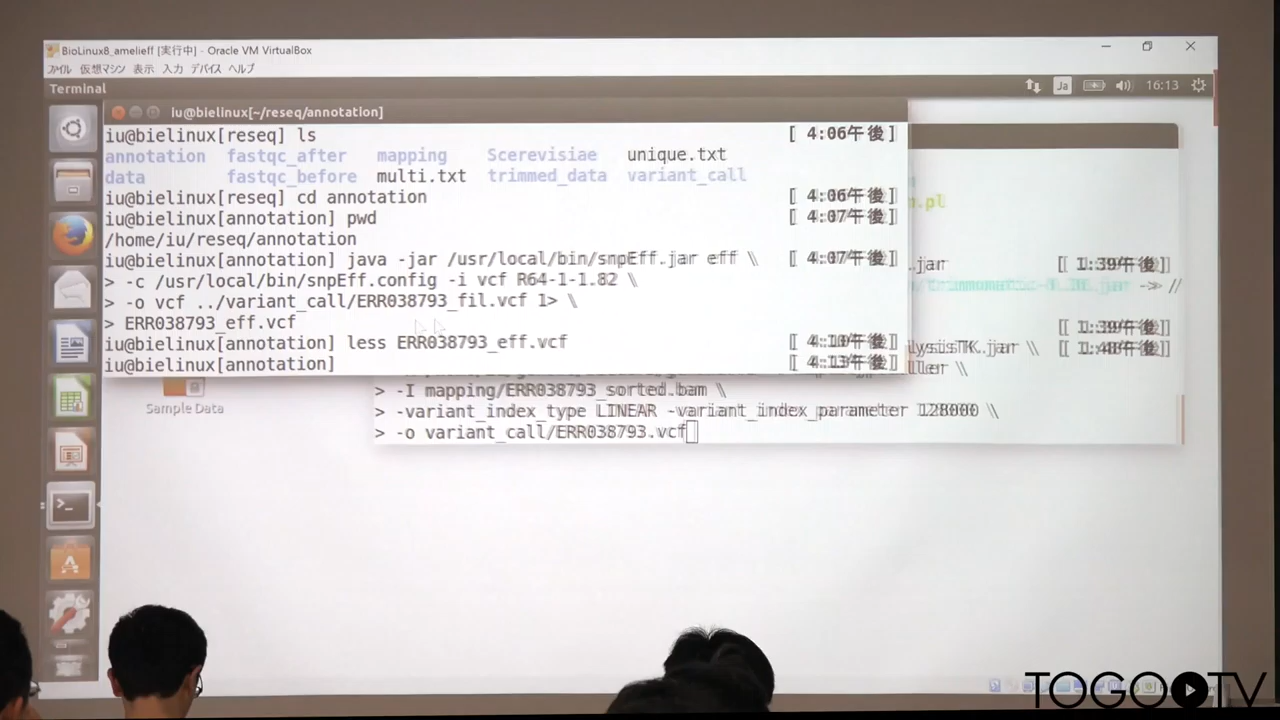 BioLinux8_amelieff [実行中] - Oracle VM VirtualBox
ファイル 仮想マシン 表示 入力 デバイス ヘルプ
Terminal
Ja
16:13
iu@bielinux[~/reseq/annotation]
iu@bielinux[reseq] ls [ 4:06午後]
annotation fastqc_after mapping Scerevisiae unique.txt
data fastqc_before multi.txt trimmed_data variant_call
iu@bielinux[reseq] cd annotation [ 4:06午後]
iu@bielinux[annotation] pwd [ 4:07午後]
/home/iu/reseq/annotation
iu@bielinux[annotation] java -jar /usr/local/bin/snpEff.jar eff \ [ 4:07午後]
> -c /usr/local/bin/snpEff.config -i vcf R64-1-1.82 \
> -o vcf ../variant_call/ERR038793_fil.vcf 1> \
> ERR038793_eff.vcf
iu@bielinux[annotation] less ERR038793_eff.vcf [ 4:10午後]
iu@bielinux[annotation] [ 4:13午後]
.pl
.jar [ 1:39午後]
-> //
[ 1:39午後]
lysisTK.jar \ [ 1:48午後]
ller \
> -I mapping/ERR038793_sorted.bam \
> -variant_index_type LINEAR -variant_index_parameter 128000 \
> -o variant_call/ERR038793.vcf
Sample Data
TOGOTV